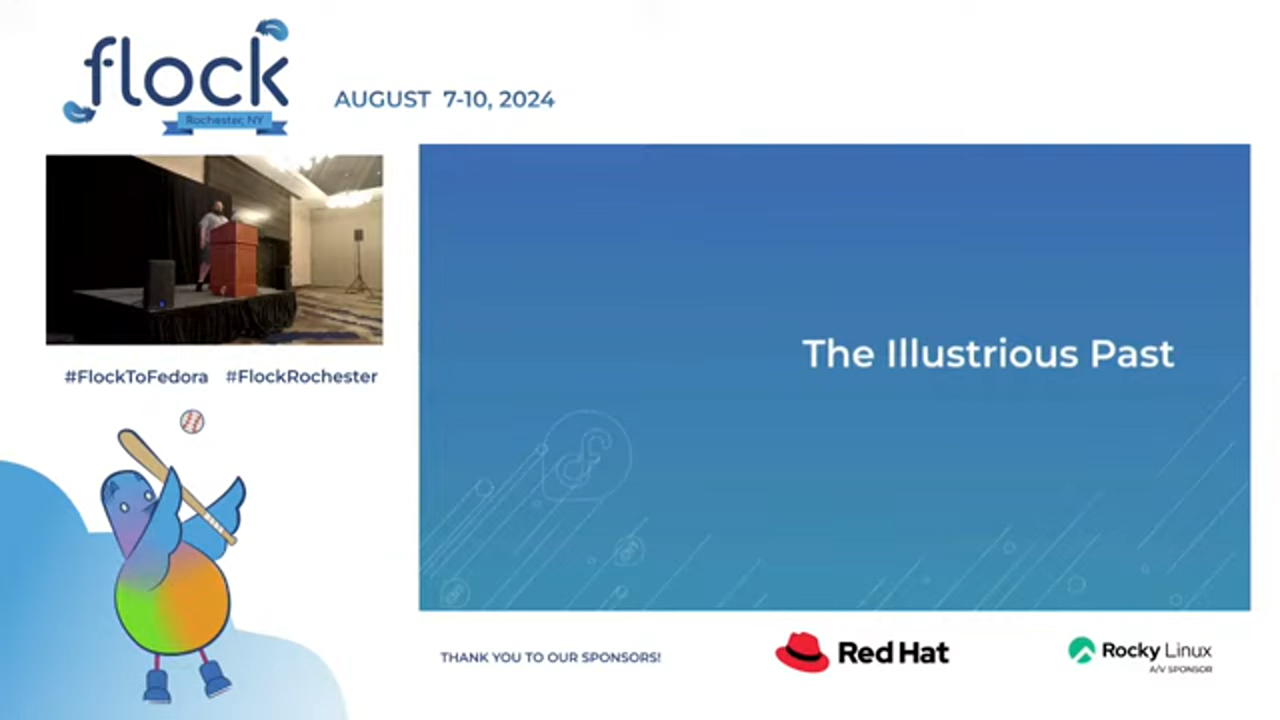 flock
Rochester, NY
AUGUST 7-10, 2024
The Illustrious Past
#FlockToFedora #FlockRochester
THANK YOU TO OUR SPONSORS!
Red Hat
Rocky Linux
A/V SPONSOR